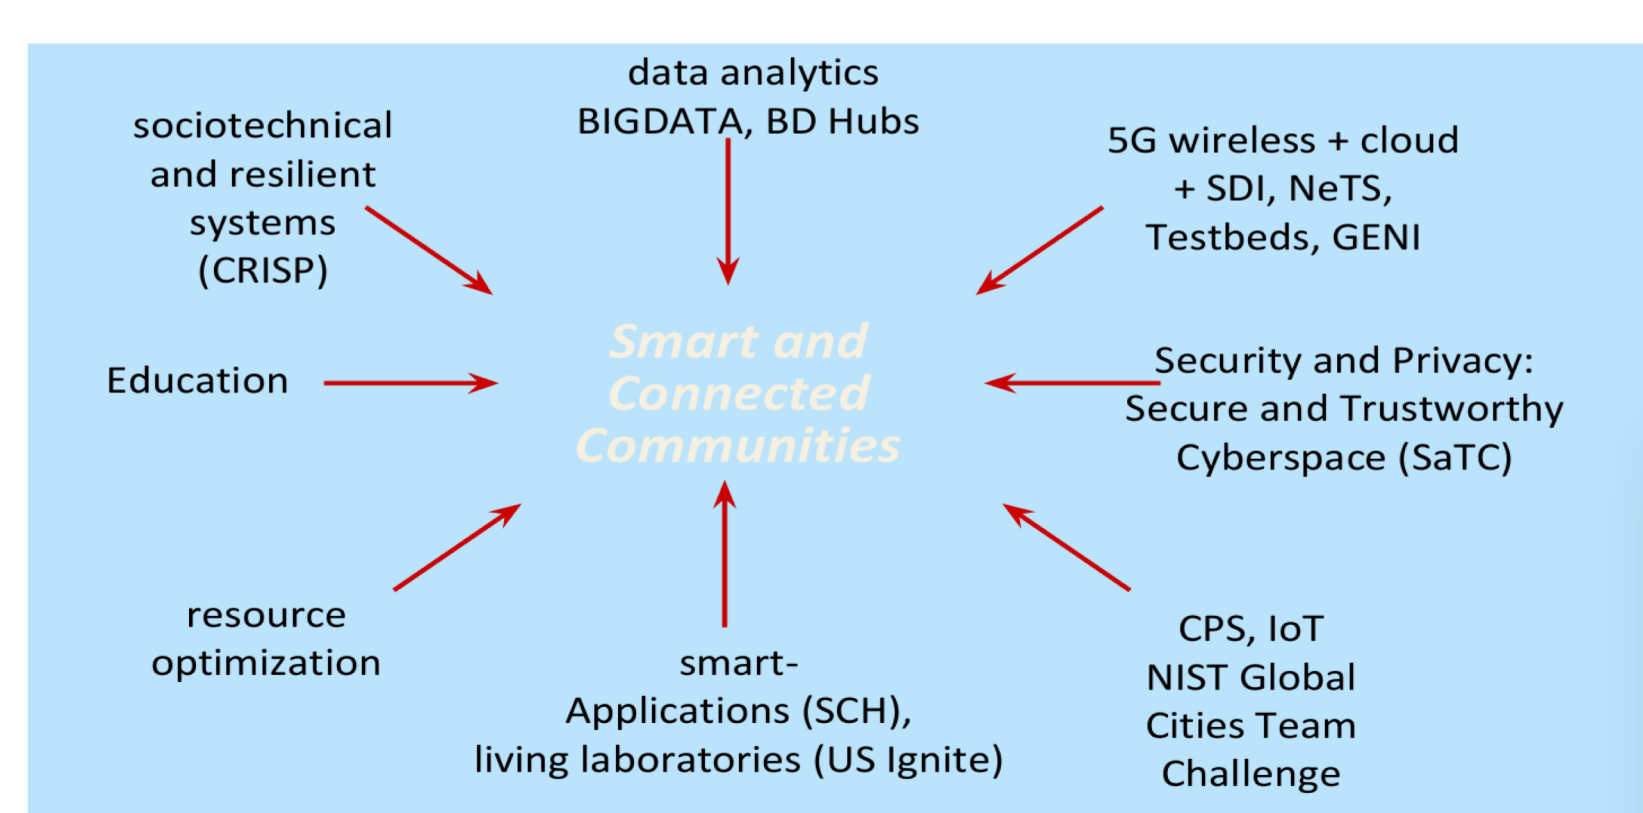 data analytics
BIGDATA, BD Hubs
sociotechnical
and resilient
systems
(CRISP)
5G wireless + cloud
+ SDI, NeTS,
Testbeds, GENI
Smart and
Connected
Communities
Education
Security and Privacy:
Secure and Trustworthy
Cyberspace (SaTC)
resource
optimization
smart-
Applications (SCH),
living laboratories (US Ignite)
CPS, IoT
NIST Global
Cities Team
Challenge